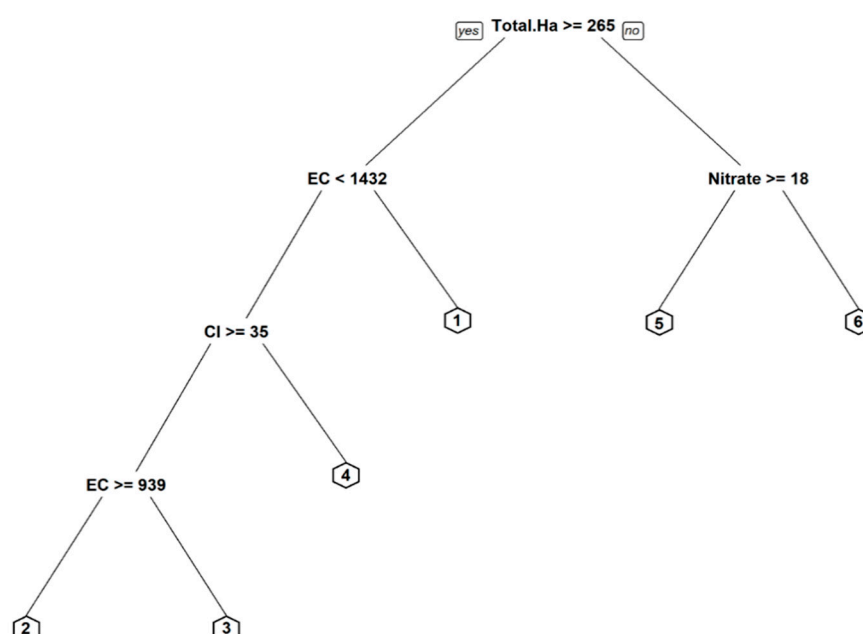 yes Total.Ha >= 265 no
EC < 1432
Nitrate >= 18
1
5
6
Cl >= 35
4
EC >= 939
2
3